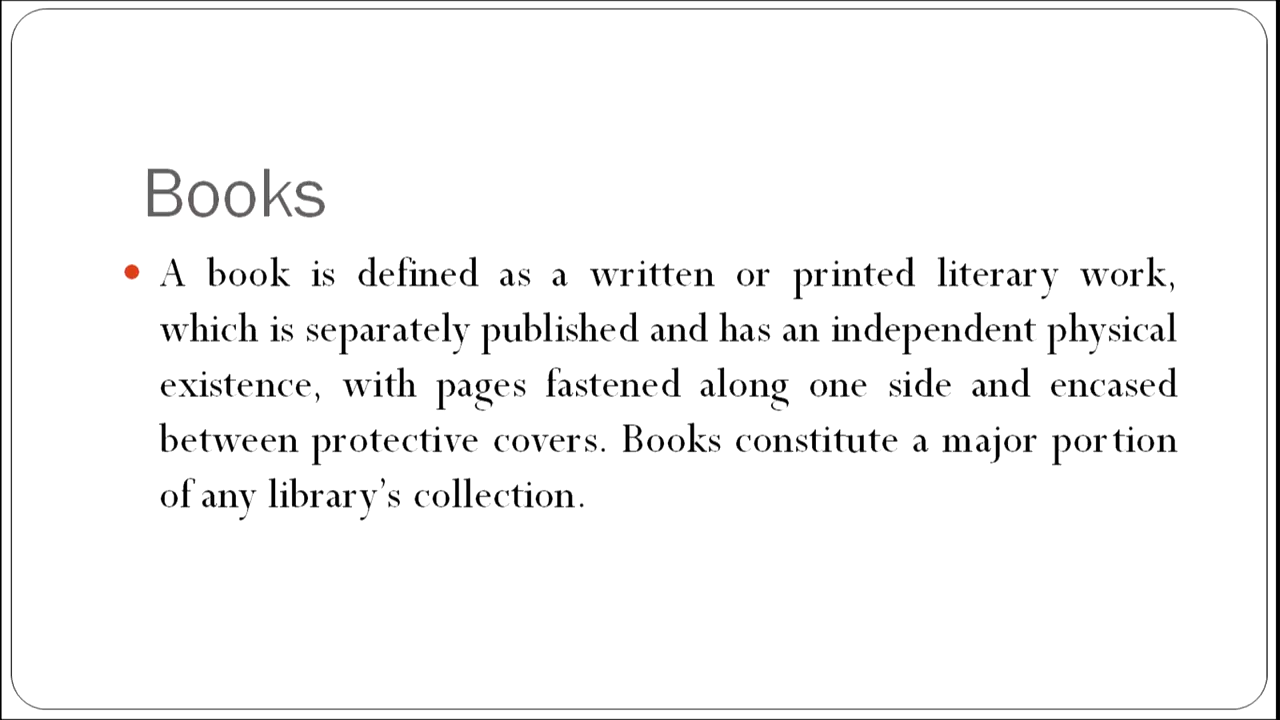 Books
A book is defined as a written or printed literary work,
which is separately published and has an independent physical
existence, with pages fastened along one side and encased
between protective covers. Books constitute a major portion
of any library’s collection.